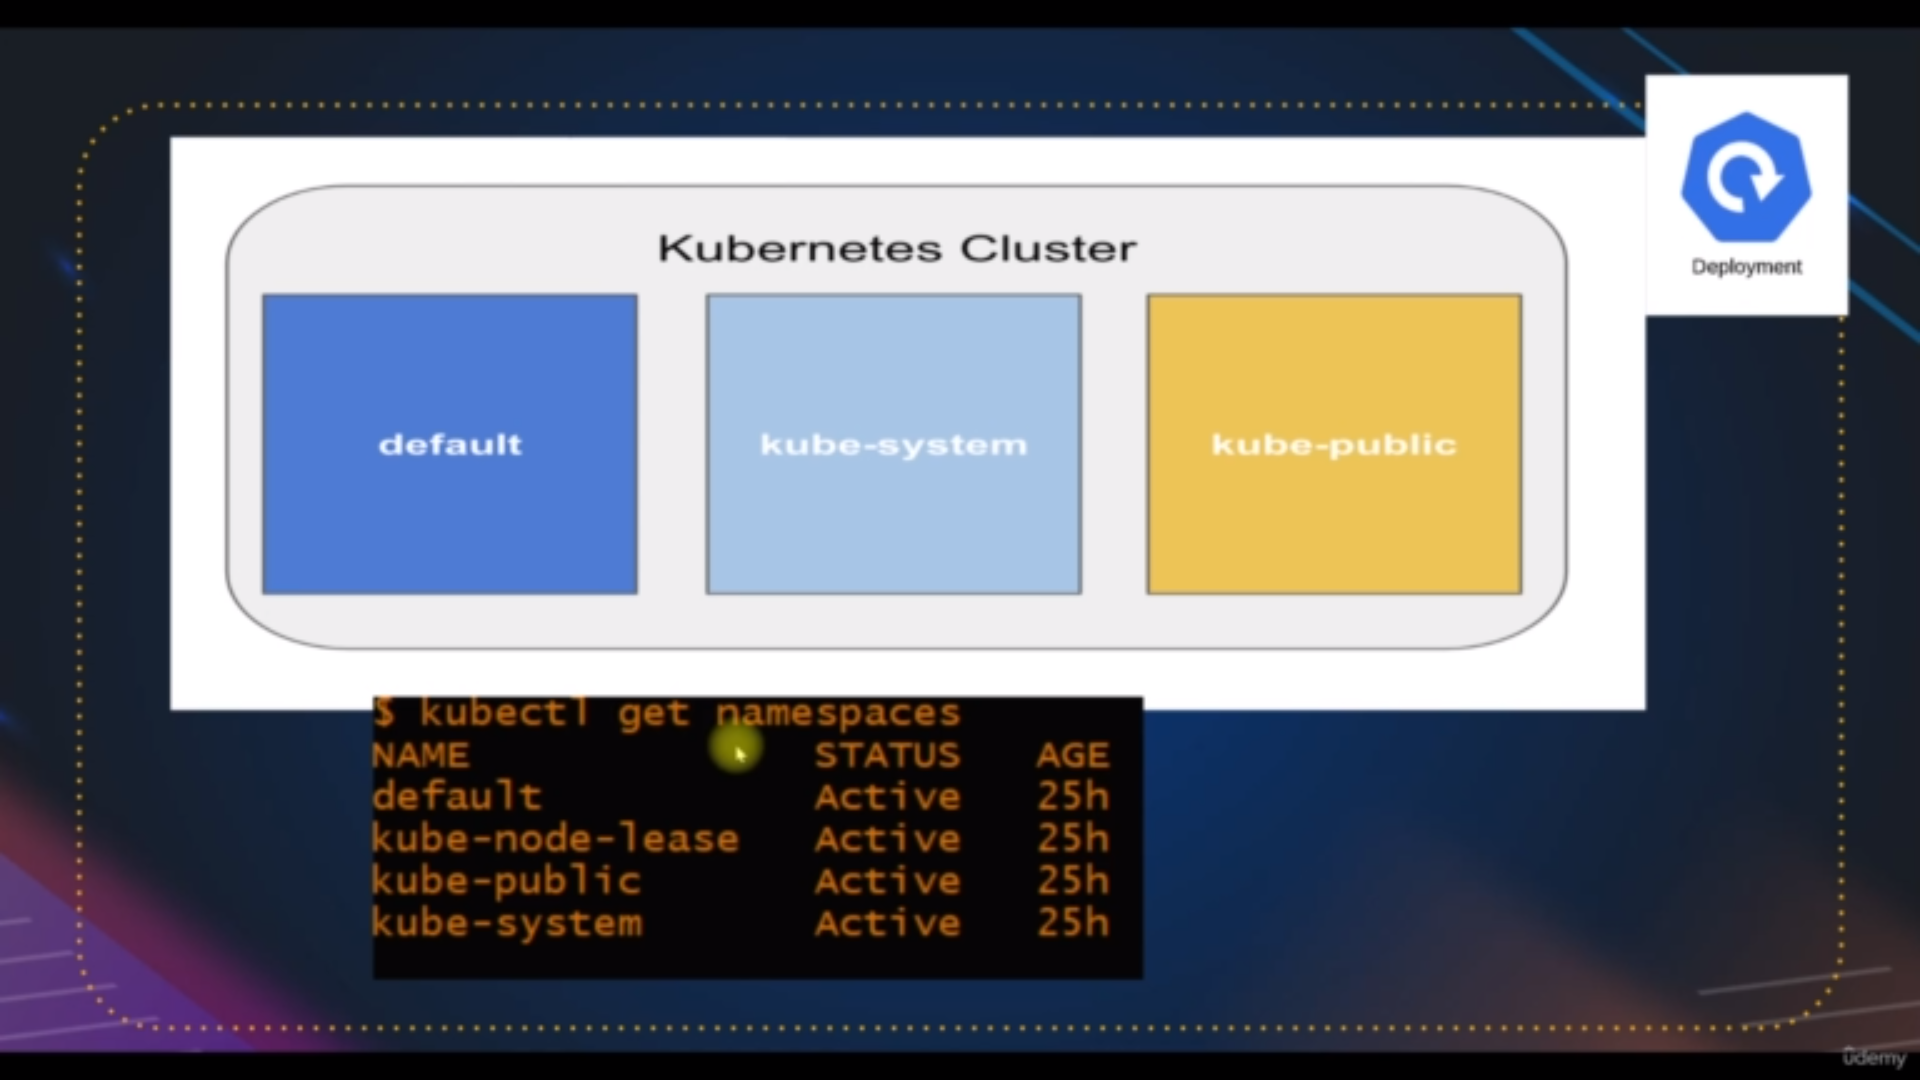 Kubernetes Cluster
Deployment
default
kube-system
kube-public
$ kubectl get namespaces
NAME STATUS AGE
default Active 25h
kube-node-lease Active 25h
kube-public Active 25h
kube-system Active 25h
ûdemy